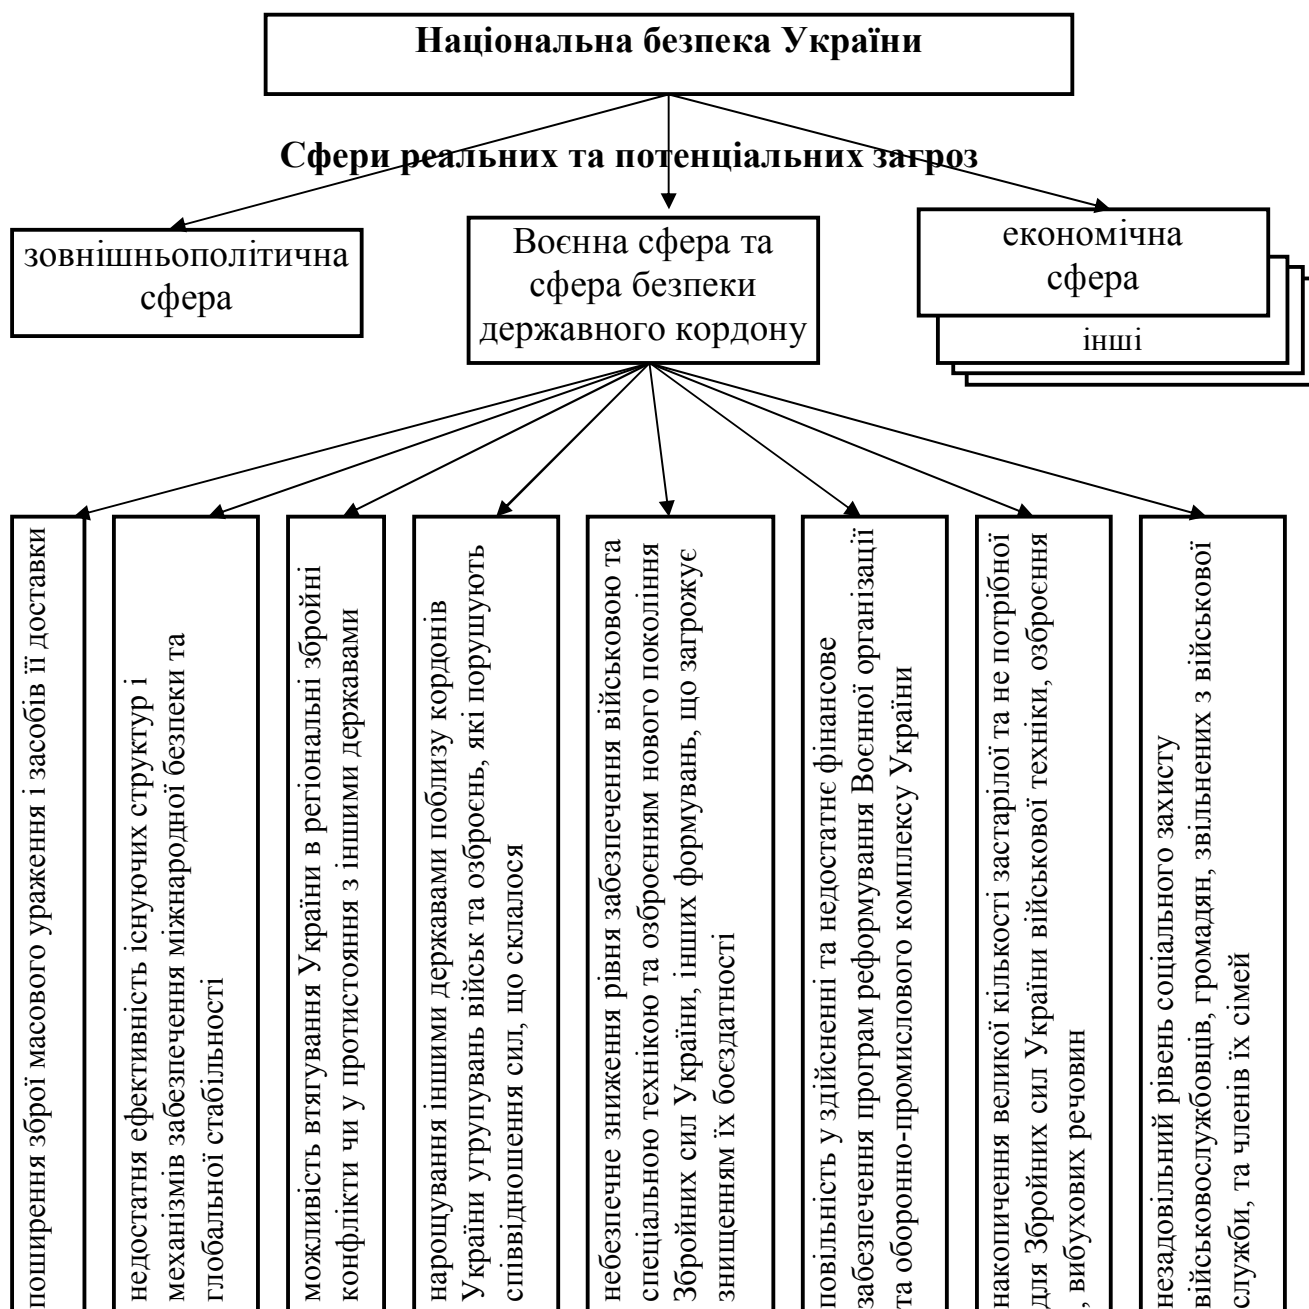 Національна безпека України
Сфери реальних та потенціальних загроз
зовнішньополітична
сфера
Воєнна сфера та
сфера безпеки
державного кордону
економічна
сфера
інші
поширення зброї масового ураження і засобів її доставки
недостатня ефективність існуючих структур і
механізмів забезпечення міжнародної безпеки та
глобальної стабільності
можливість втягування України в регіональні збройні
конфлікти чи у протистояння з іншими державами
нарощування іншими державами поблизу кордонів
України угрупувань військ та озброєнь, які порушують
співвідношення сил, що склалося
небезпечне зниження рівня забезпечення військовою та
спеціальною технікою та озброєнням нового покоління
Збройних сил України, інших формувань, що загрожує
знищенням їх боєздатності
повільність у здійсненні та недостатнє фінансове
забезпечення програм реформування Воєнної організації
та оборонно-промислового комплексу України
накопичення великої кількості застарілої та не потрібної
для Збройних сил України військової техніки, озброєння
, вибухових речовин
незадовільний рівень соціального захисту
військовослужбовців, громадян, звільнених з військової
служби, та членів їх сімей